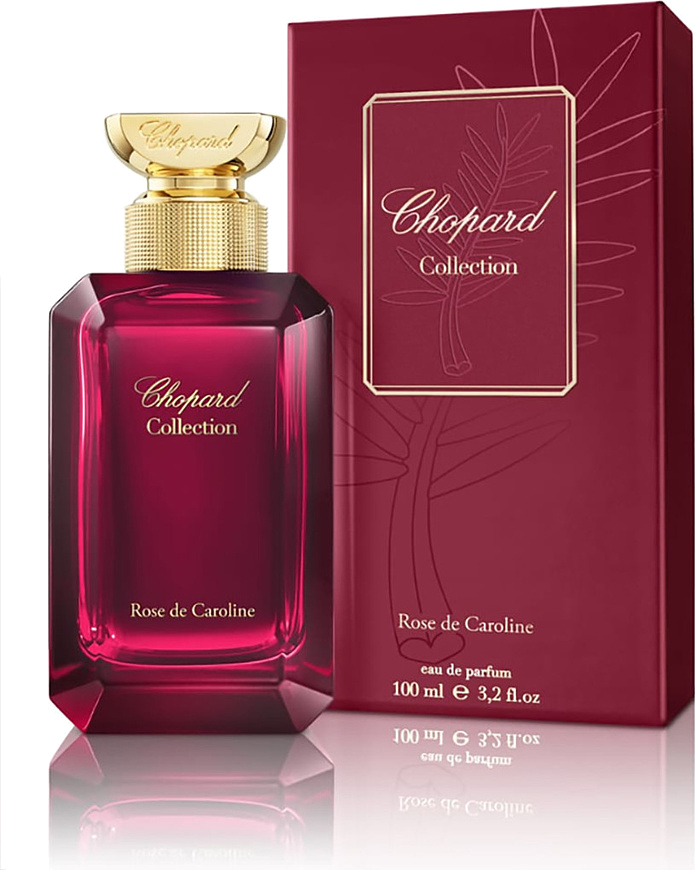 Chopard
Chopard
Collection
Rose de Caroline
Chopard
Collection
Rose de Caroline
eau de parfum
100 ml e 3,2 fl.oz